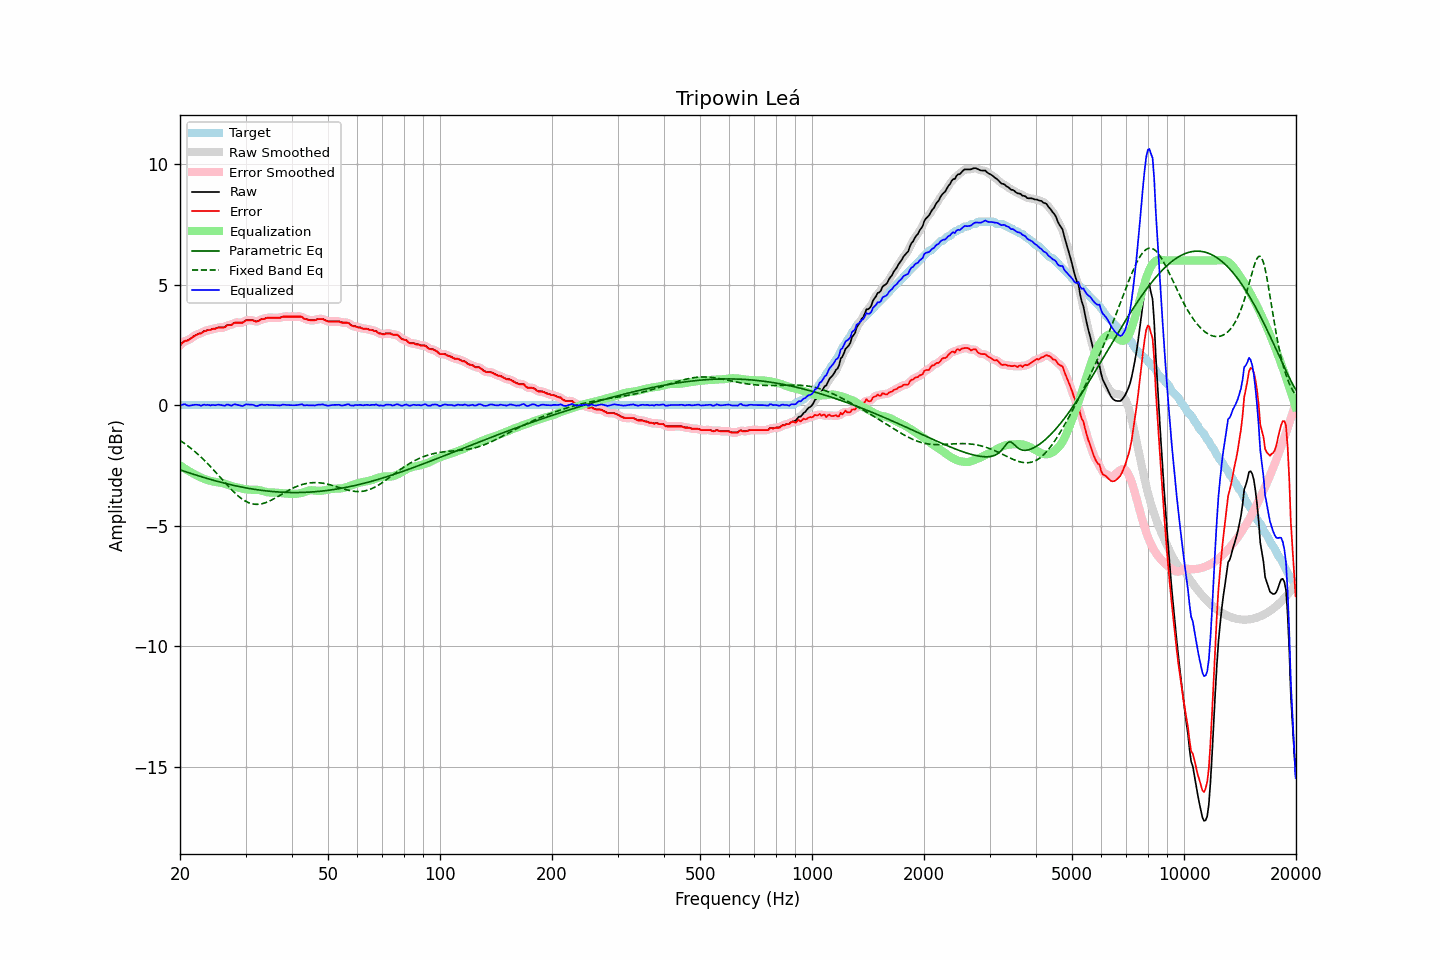 Tripowin Leá
Target
Raw Smoothed
Error Smoothed
Raw
Error
Equalization
Parametric Eq
Fixed Band Eq
Equalized
10
5
0
−5
−10
−15
Amplitude (dBr)
20
50
100
200
500
1000
2000
5000
10000
20000
Frequency (Hz)